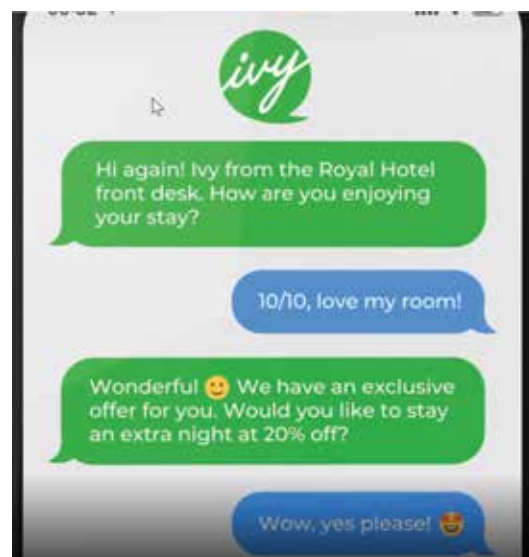 ivy
Hi again! Ivy from the Royal Hotel
front desk. How are you enjoying
your stay?
10/10, love my room!
Wonderful 🙂 We have an exclusive
offer for you. Would you like to stay
an extra night at 20% off?
Wow, yes please! 🤩